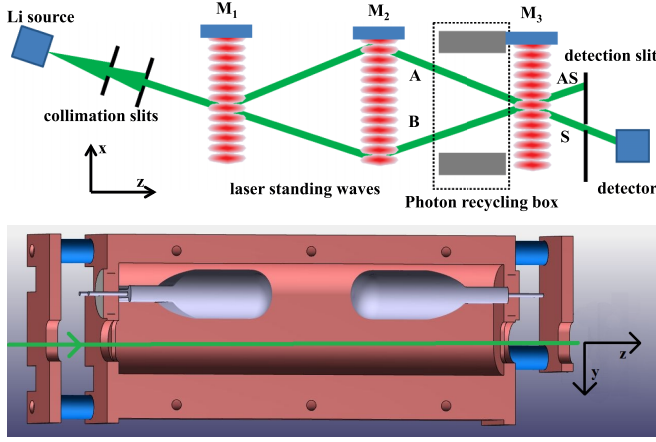 Li source
M1
M2
M3
detection slit
A
AS
collimation slits
B
S
x
z
laser standing waves
Photon recycling box
detector
z
y